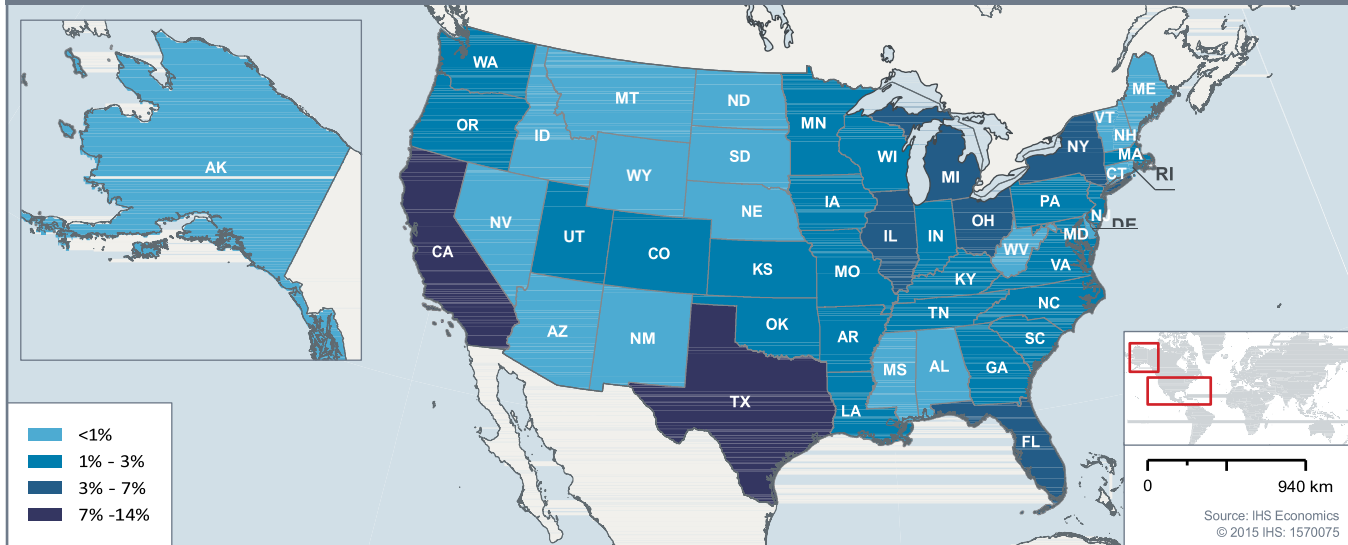 AK
WA
OR
CA
ID
NV
MT
WY
UT
AZ
CO
NM
ND
SD
NE
KS
OK
TX
MN
IA
MO
AR
LA
WI
IL
MI
IN
OH
KY
TN
MS
AL
GA
FL
SC
NC
VA
WV
MD
DE
PA
NJ
NY
CT
RI
MA
VT
NH
ME
<1%
1% - 3%
3% - 7%
7% -14%
0 940 km
Source: IHS Economics
© 2015 IHS: 1570075